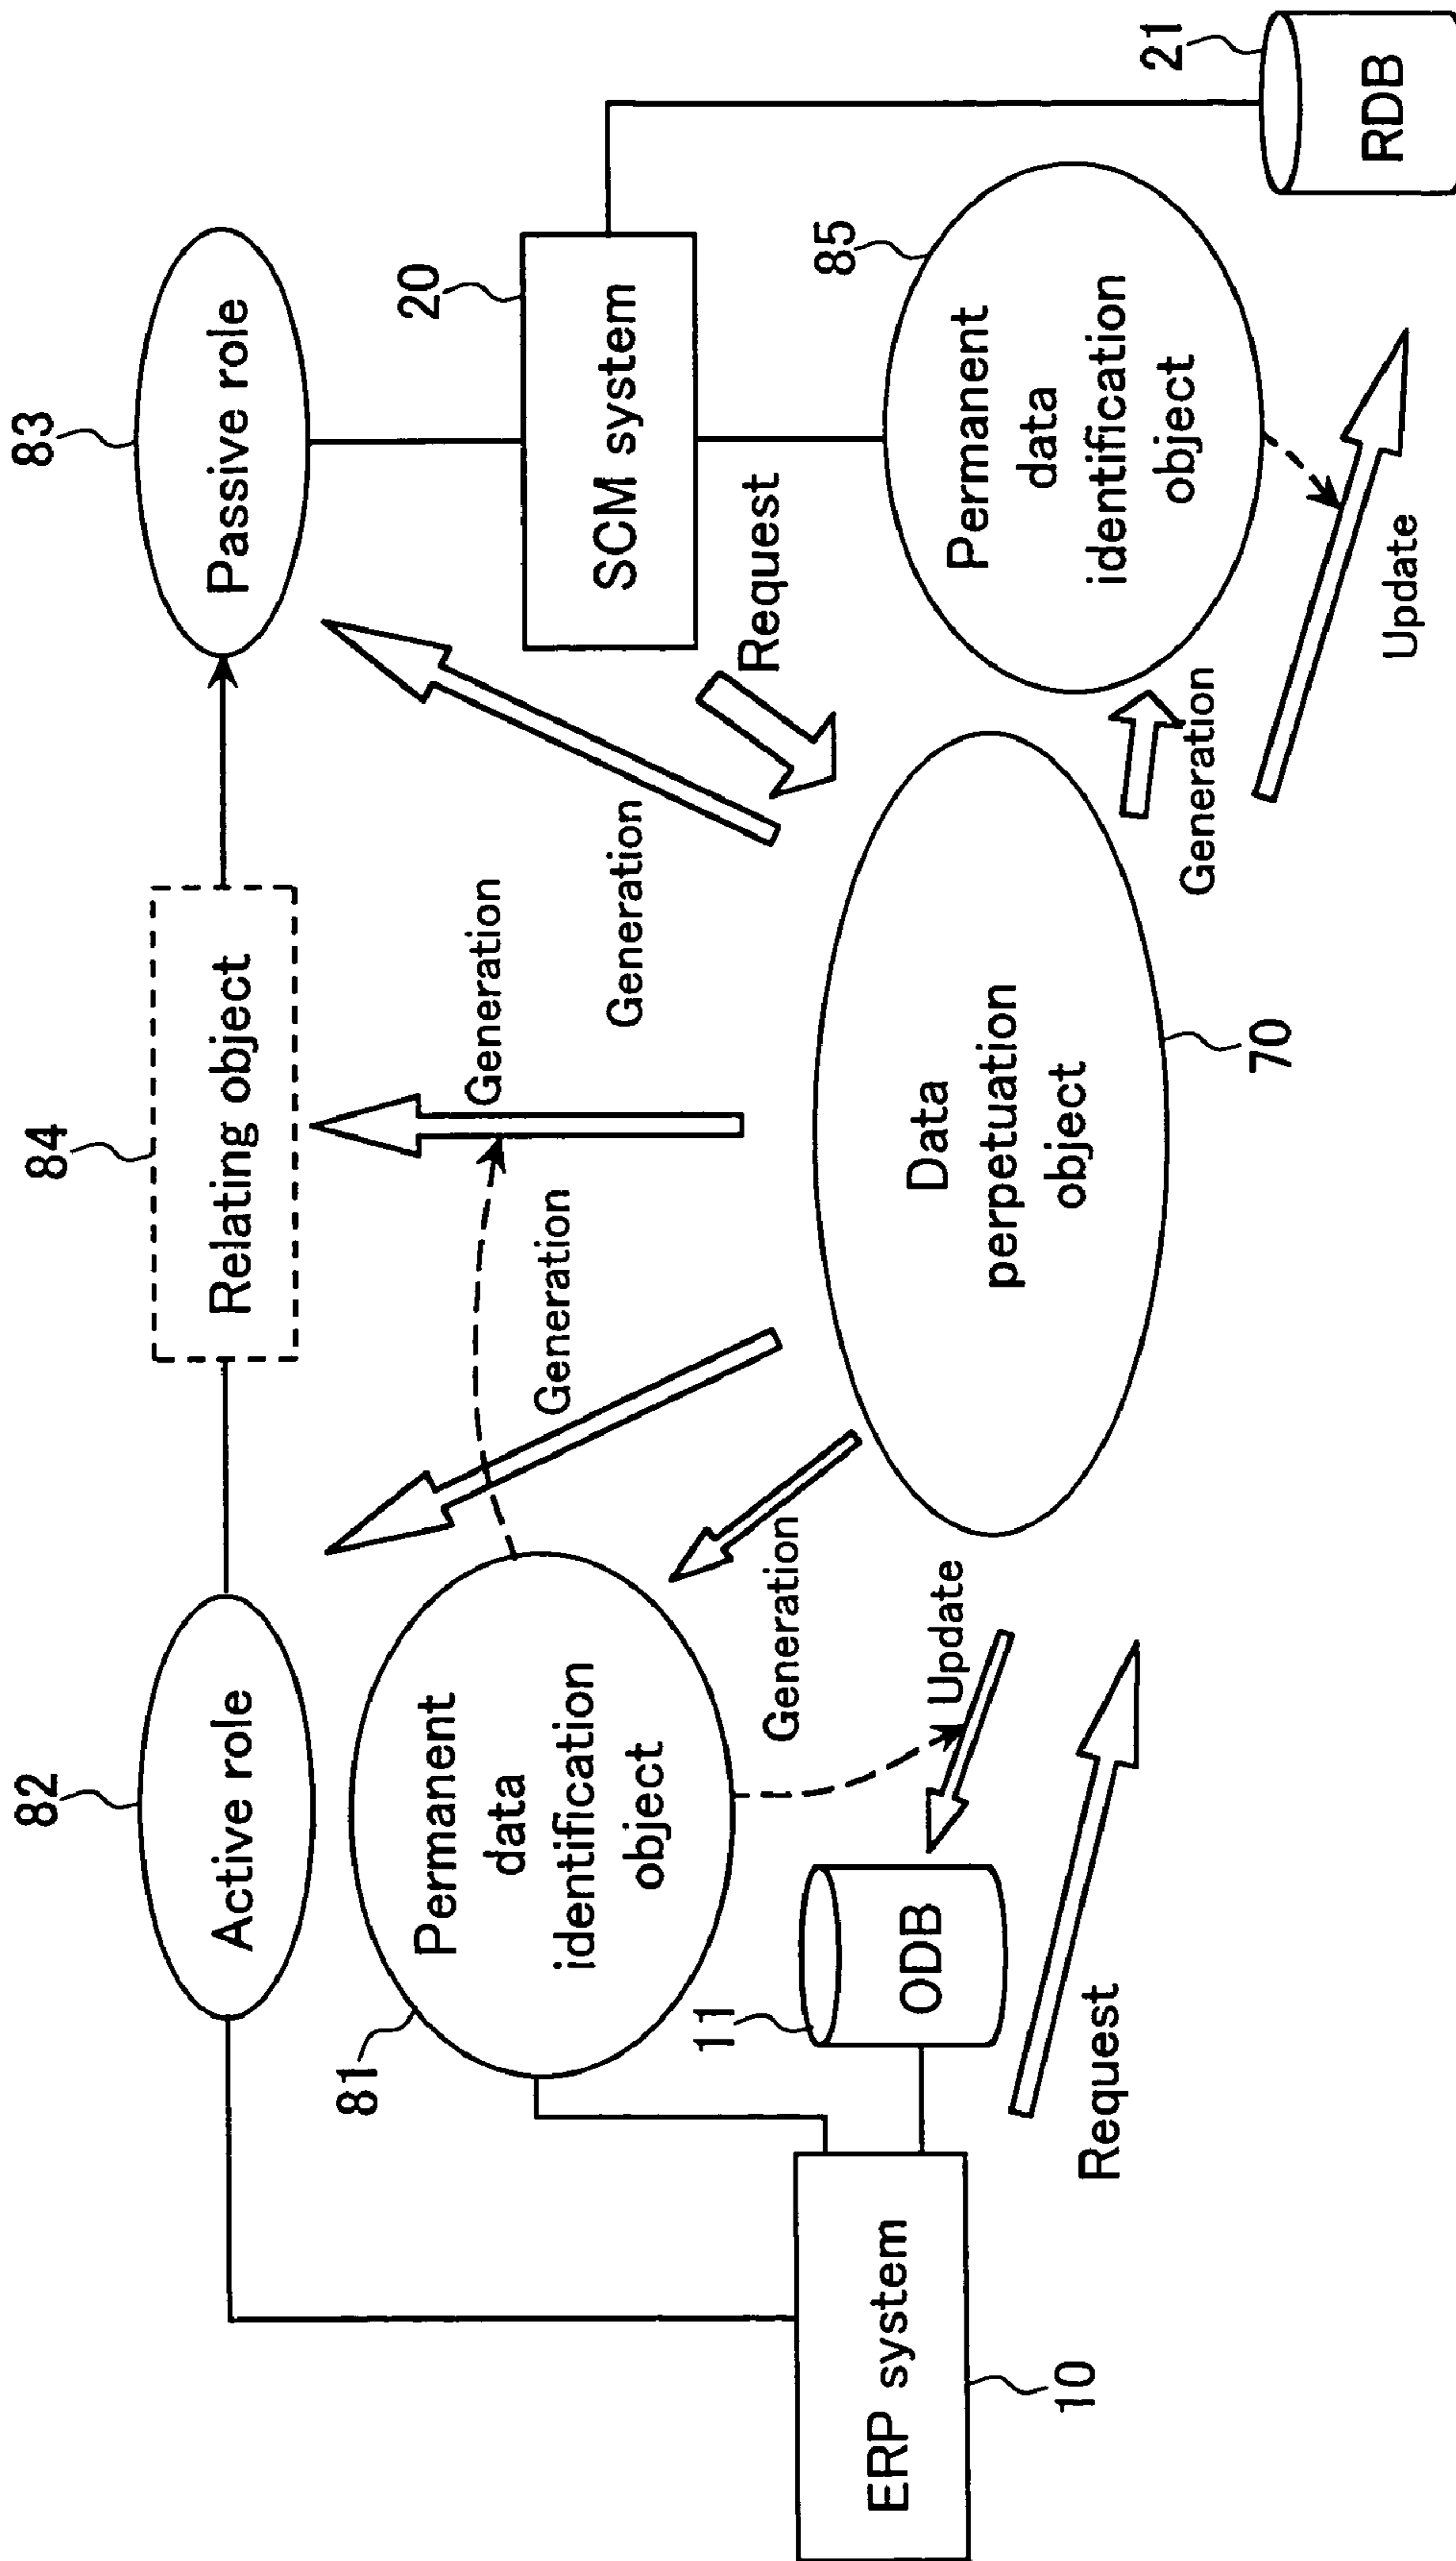 82
Active role
84
Relating object
83
Passive role
81
Permanent
data
identification
object
Generation
Generation
Generation
20
SCM system
Request
11
ODB
Generation
Update
Data
perpetuation
object
70
85
Permanent
data
identification
object
21
RDB
ERP system
10
Request
Generation
Update